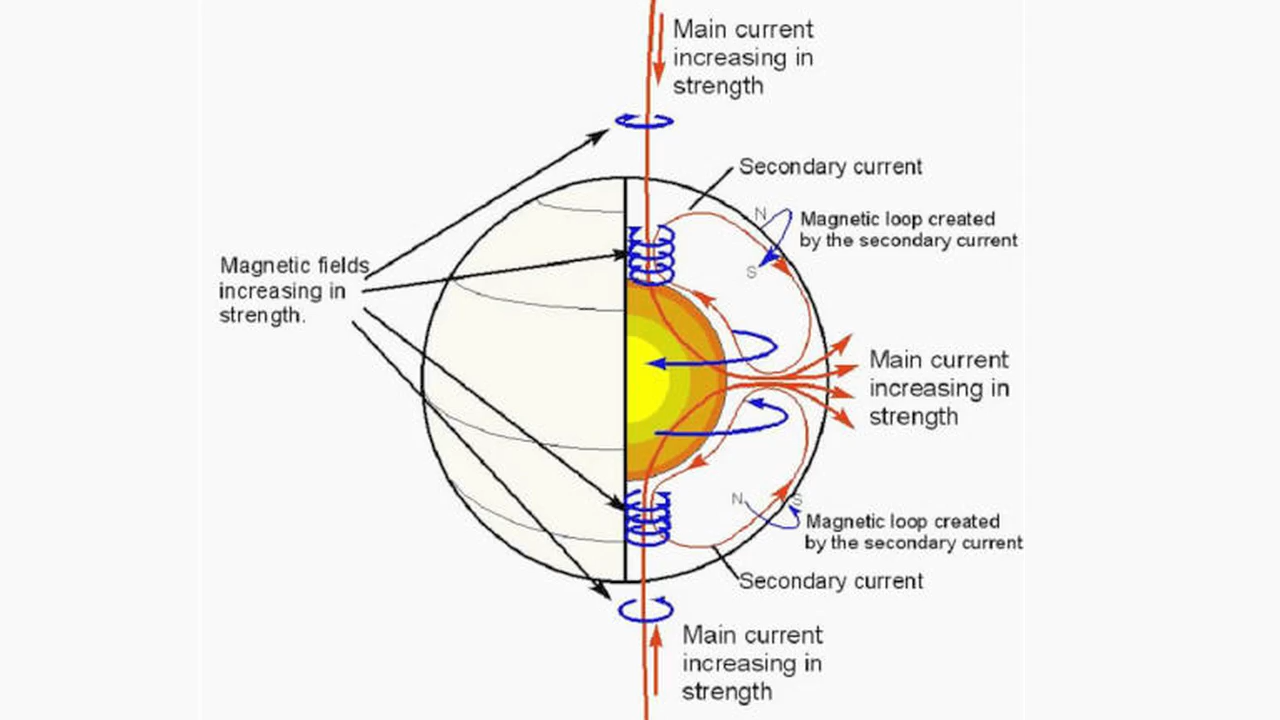 Main current
increasing in
strength
Secondary current
N
Magnetic loop created
by the secondary current
S
Magnetic fields
increasing in
strength.
Main current
increasing in
strength
N
S
Magnetic loop created
by the secondary current
Secondary current
Main current
increasing in
strength